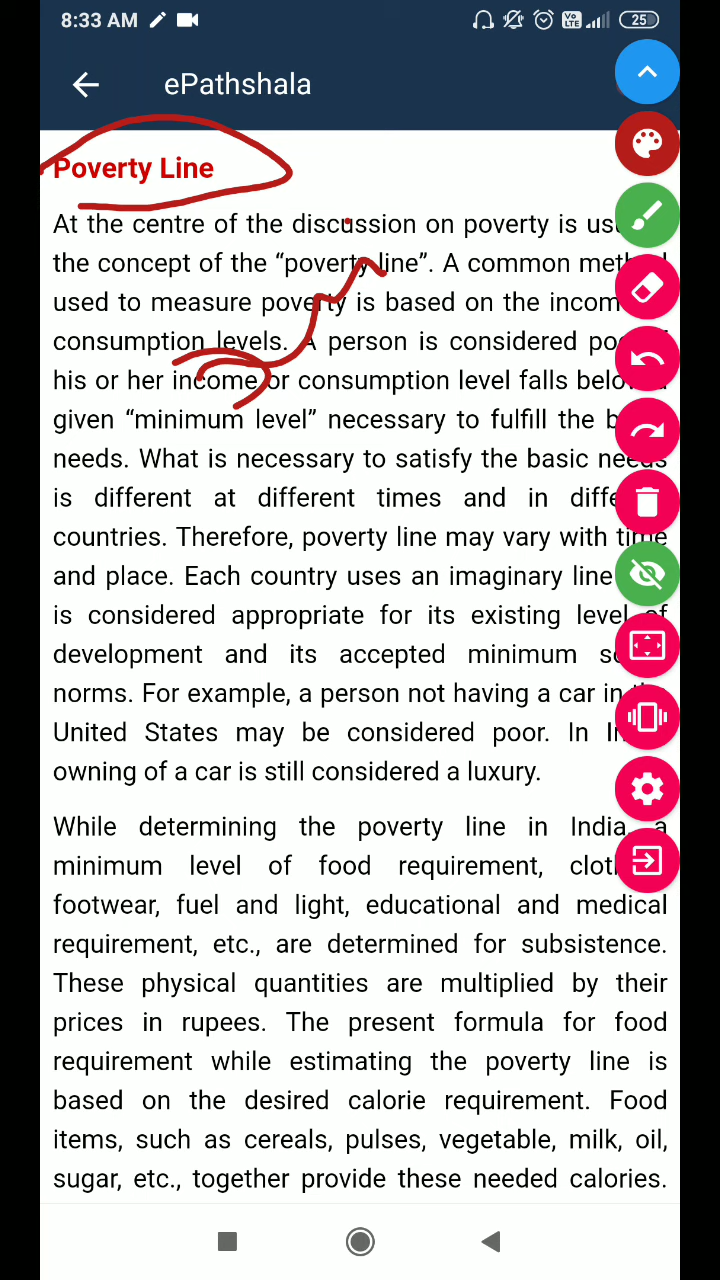 8:33 AM
Vo LTE
25
ePathshala
Poverty Line
At the centre of the discussion on poverty is
the concept of the “poverty line”. A common
used to measure poverty is based on the
consumption levels. A person is considered
his or her income or consumption level falls
given “minimum level” necessary to fulfill the
needs. What is necessary to satisfy the basic needs
is different at different times and in
countries. Therefore, poverty line may vary with time
and place. Each country uses an imaginary line
is considered appropriate for its existing level of
development and its accepted minimum
norms. For example, a person not having a car in
United States may be considered poor. In
owning of a car is still considered a luxury.
While determining the poverty line in India, a
minimum level of food requirement,
footwear, fuel and light, educational and medical
requirement, etc., are determined for subsistence.
These physical quantities are multiplied by their
prices in rupees. The present formula for food
requirement while estimating the poverty line is
based on the desired calorie requirement. Food
items, such as cereals, pulses, vegetable, milk, oil,
sugar, etc., together provide these needed calories.